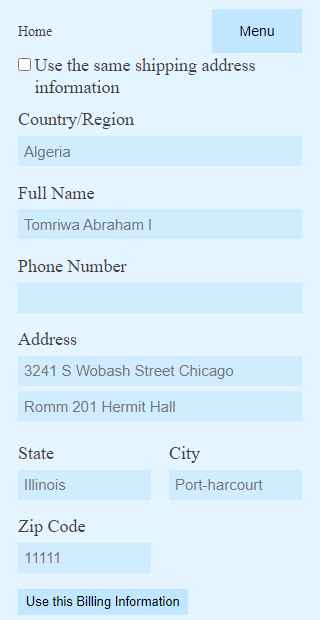 Home
Menu
Use the same shipping address
information
Country/Region
Algeria
Full Name
Tomriwa Abraham I
Phone Number
Address
3241 S Wobash Street Chicago
Romm 201 Hermit Hall
State
City
Illinois
Port-harcourt
Zip Code
11111
Use this Billing Information